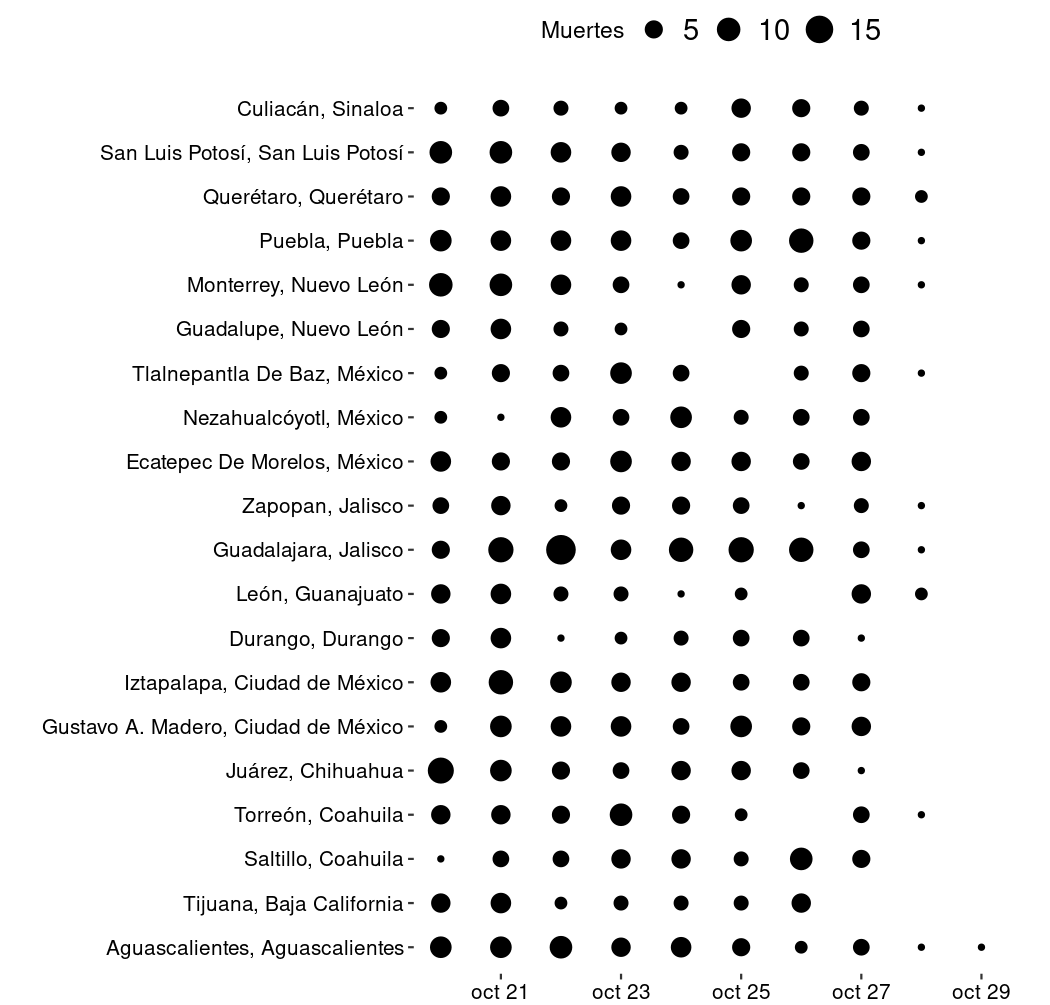 Muertes 5 10 15
Culiacán, Sinaloa
San Luis Potosí, San Luis Potosí
Querétaro, Querétaro
Puebla, Puebla
Monterrey, Nuevo León
Guadalupe, Nuevo León
Tlalnepantla De Baz, México
Nezahualcóyotl, México
Ecatepec De Morelos, México
Zapopan, Jalisco
Guadalajara, Jalisco
León, Guanajuato
Durango, Durango
Iztapalapa, Ciudad de México
Gustavo A. Madero, Ciudad de México
Juárez, Chihuahua
Torreón, Coahuila
Saltillo, Coahuila
Tijuana, Baja California
Aguascalientes, Aguascalientes
oct 21 oct 23 oct 25 oct 27 oct 29